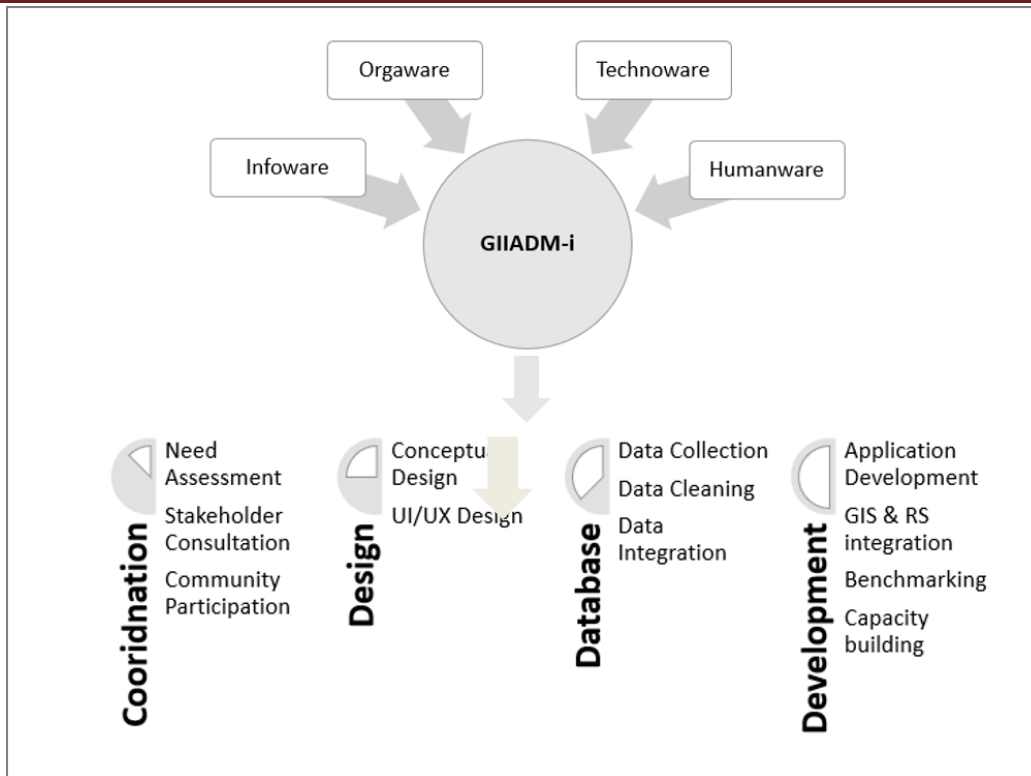 Orgaware
Technoware
Infoware
Humanware
GIIADM-i
Cooridnation
Need
Assessment
Stakeholder
Consultation
Community
Participation
Design
Conceptu
Design
UI/UX Design
Database
Data Collection
Data Cleaning
Data
Integration
Development
Application
Development
GIS & RS
integration
Benchmarking
Capacity
building